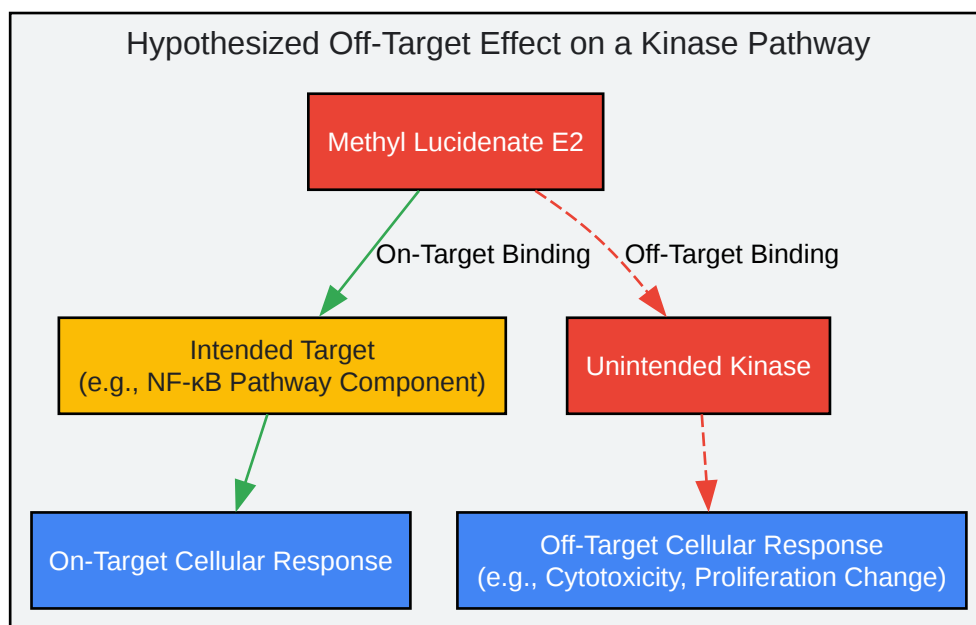 Hypothesized Off-Target Effect on a Kinase Pathway
Methyl Lucidenate E2
On-Target Binding
Off-Target Binding
Intended Target
(e.g., NF-κB Pathway Component)
Unintended Kinase
On-Target Cellular Response
Off-Target Cellular Response
(e.g., Cytotoxicity, Proliferation Change)